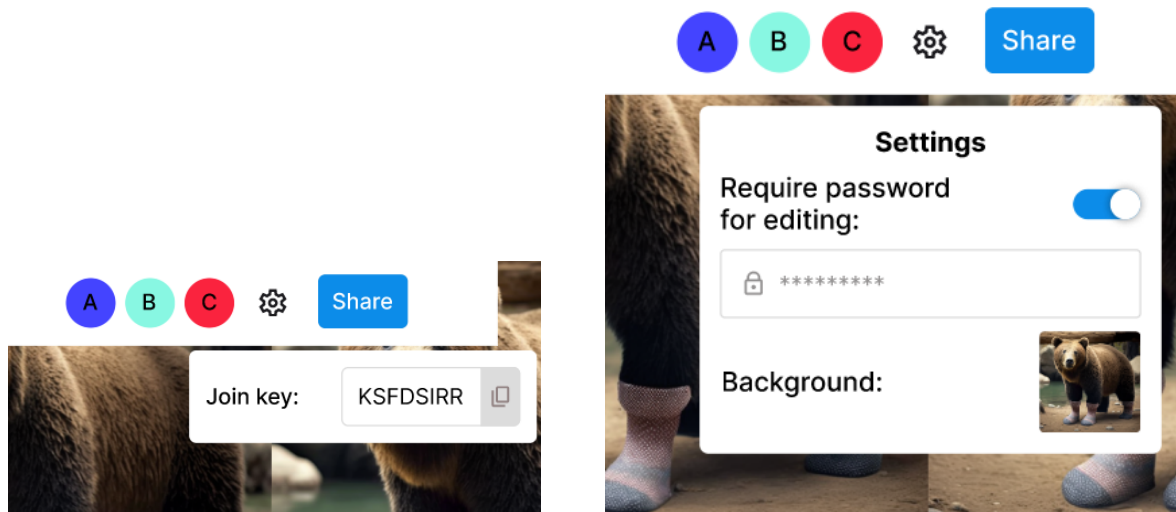 A B C Share
Join key: KSFDSIRR
A B C Share
Settings
Require password
for editing:
*********
Background: